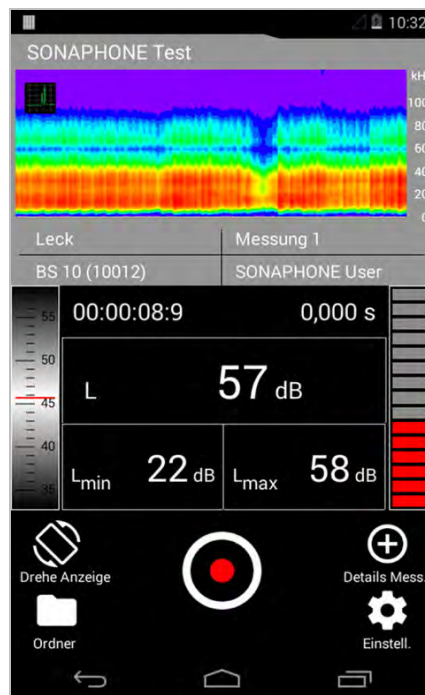 10:32
SONAPHONE Test
kH
100
80
60
40
20
0
Leck Messung 1
BS 10 (10012) SONAPHONE User
00:00:08:9 0,000 s
55
50
45
40
35
L 57 dB
Lmin 22 dB Lmax 58 dB
Drehe Anzeige Details Mess.
Ordner Einstell.